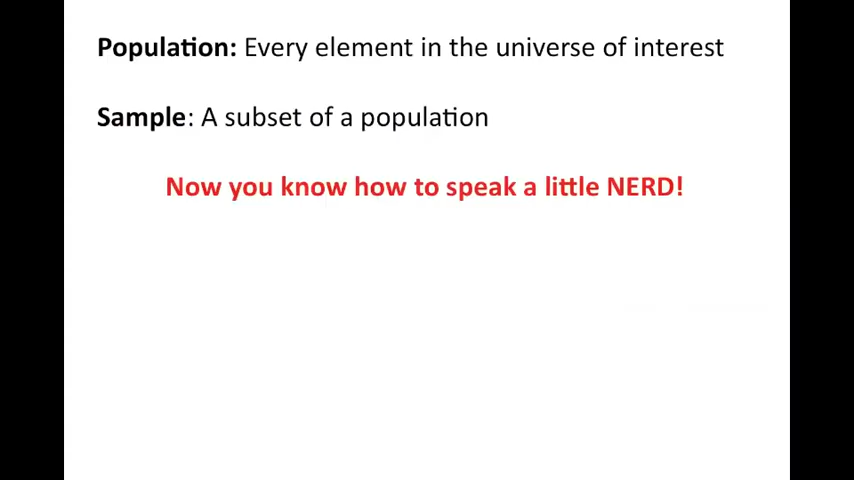 Population: Every element in the universe of interest
Sample: A subset of a population
Now you know how to speak a little NERD!